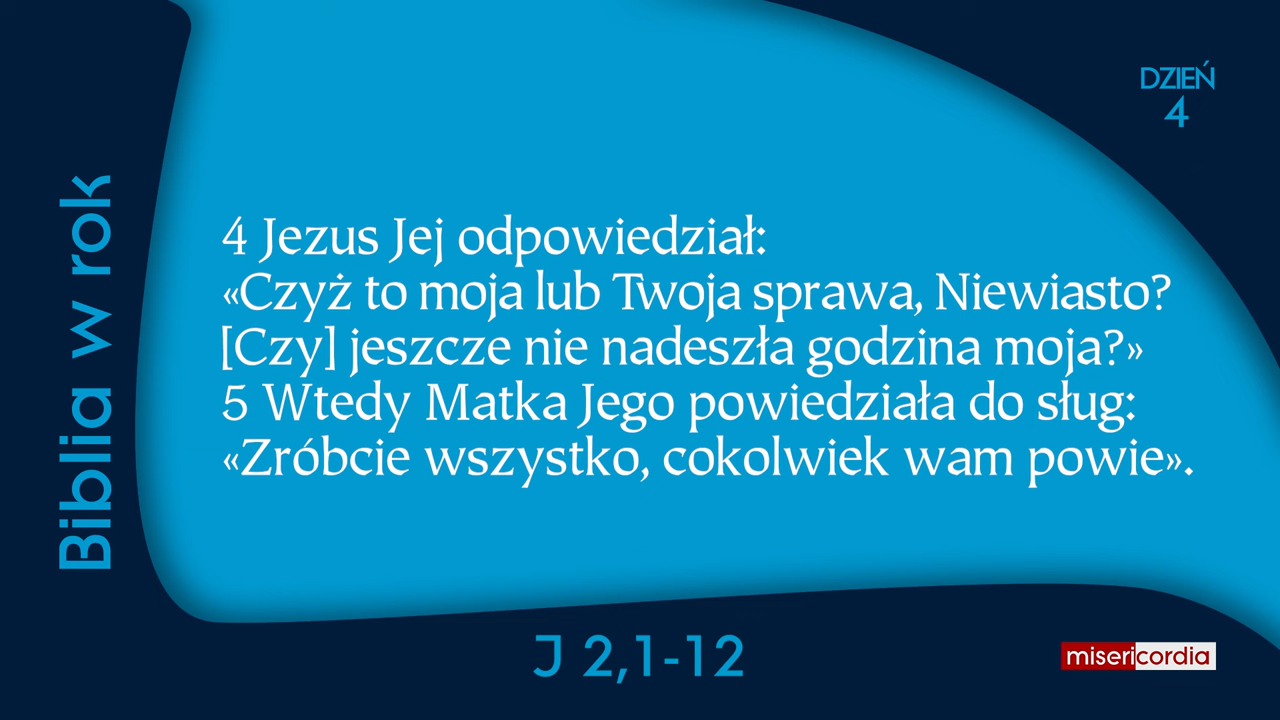 DZIEŃ
4
Biblia w rok
4 Jezus Jej odpowiedział:
«Czyż to moja lub Twoja sprawa, Niewiasto?
[Czy] jeszcze nie nadeszła godzina moja?»
5 Wtedy Matka Jego powiedziała do sług:
«Zróbcie wszystko, cokolwiek wam powie».
J 2,1-12
misericordia